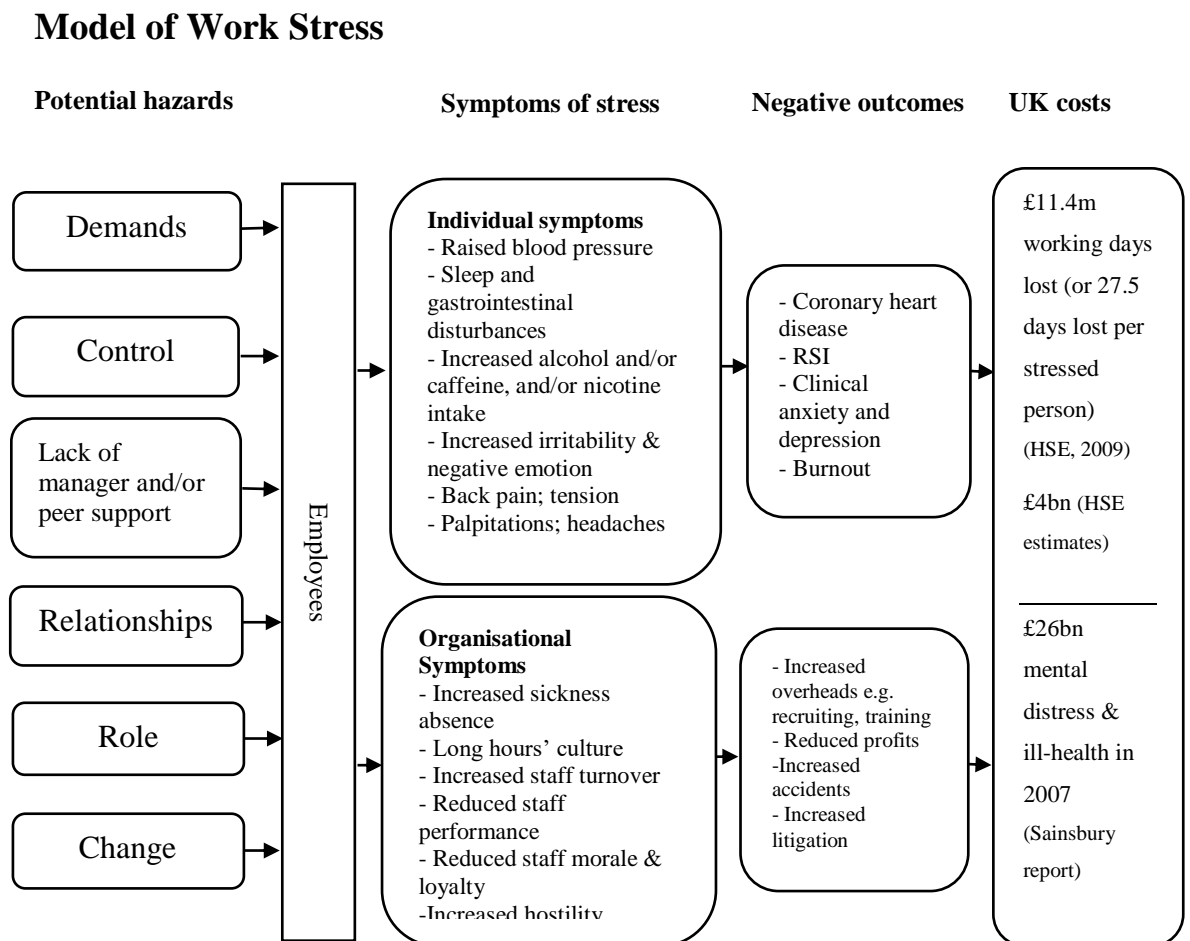 Model of Work Stress
Potential hazards
Symptoms of stress
Negative outcomes
UK costs
Demands
Control
Lack of
manager and/or
peer support
Relationships
Role
Change
Employees
Individual symptoms
- Raised blood pressure
- Sleep and
gastrointestinal
disturbances
- Increased alcohol and/or
caffeine, and/or nicotine
intake
- Increased irritability &
negative emotion
- Back pain; tension
- Palpitations; headaches
Organisational
Symptoms
- Increased sickness
absence
- Long hours’ culture
- Increased staff turnover
- Reduced staff
performance
- Reduced staff morale &
loyalty
-Increased hostility
- Coronary heart
disease
- RSI
- Clinical
anxiety and
depression
- Burnout
- Increased
overheads e.g.
recruiting, training
- Reduced profits
-Increased
accidents
- Increased
litigation
£11.4m
working days
lost (or 27.5
days lost per
stressed
person)
(HSE, 2009)
£4bn (HSE
estimates)
£26bn
mental
distress &
ill-health in
2007
(Sainsbury
report)